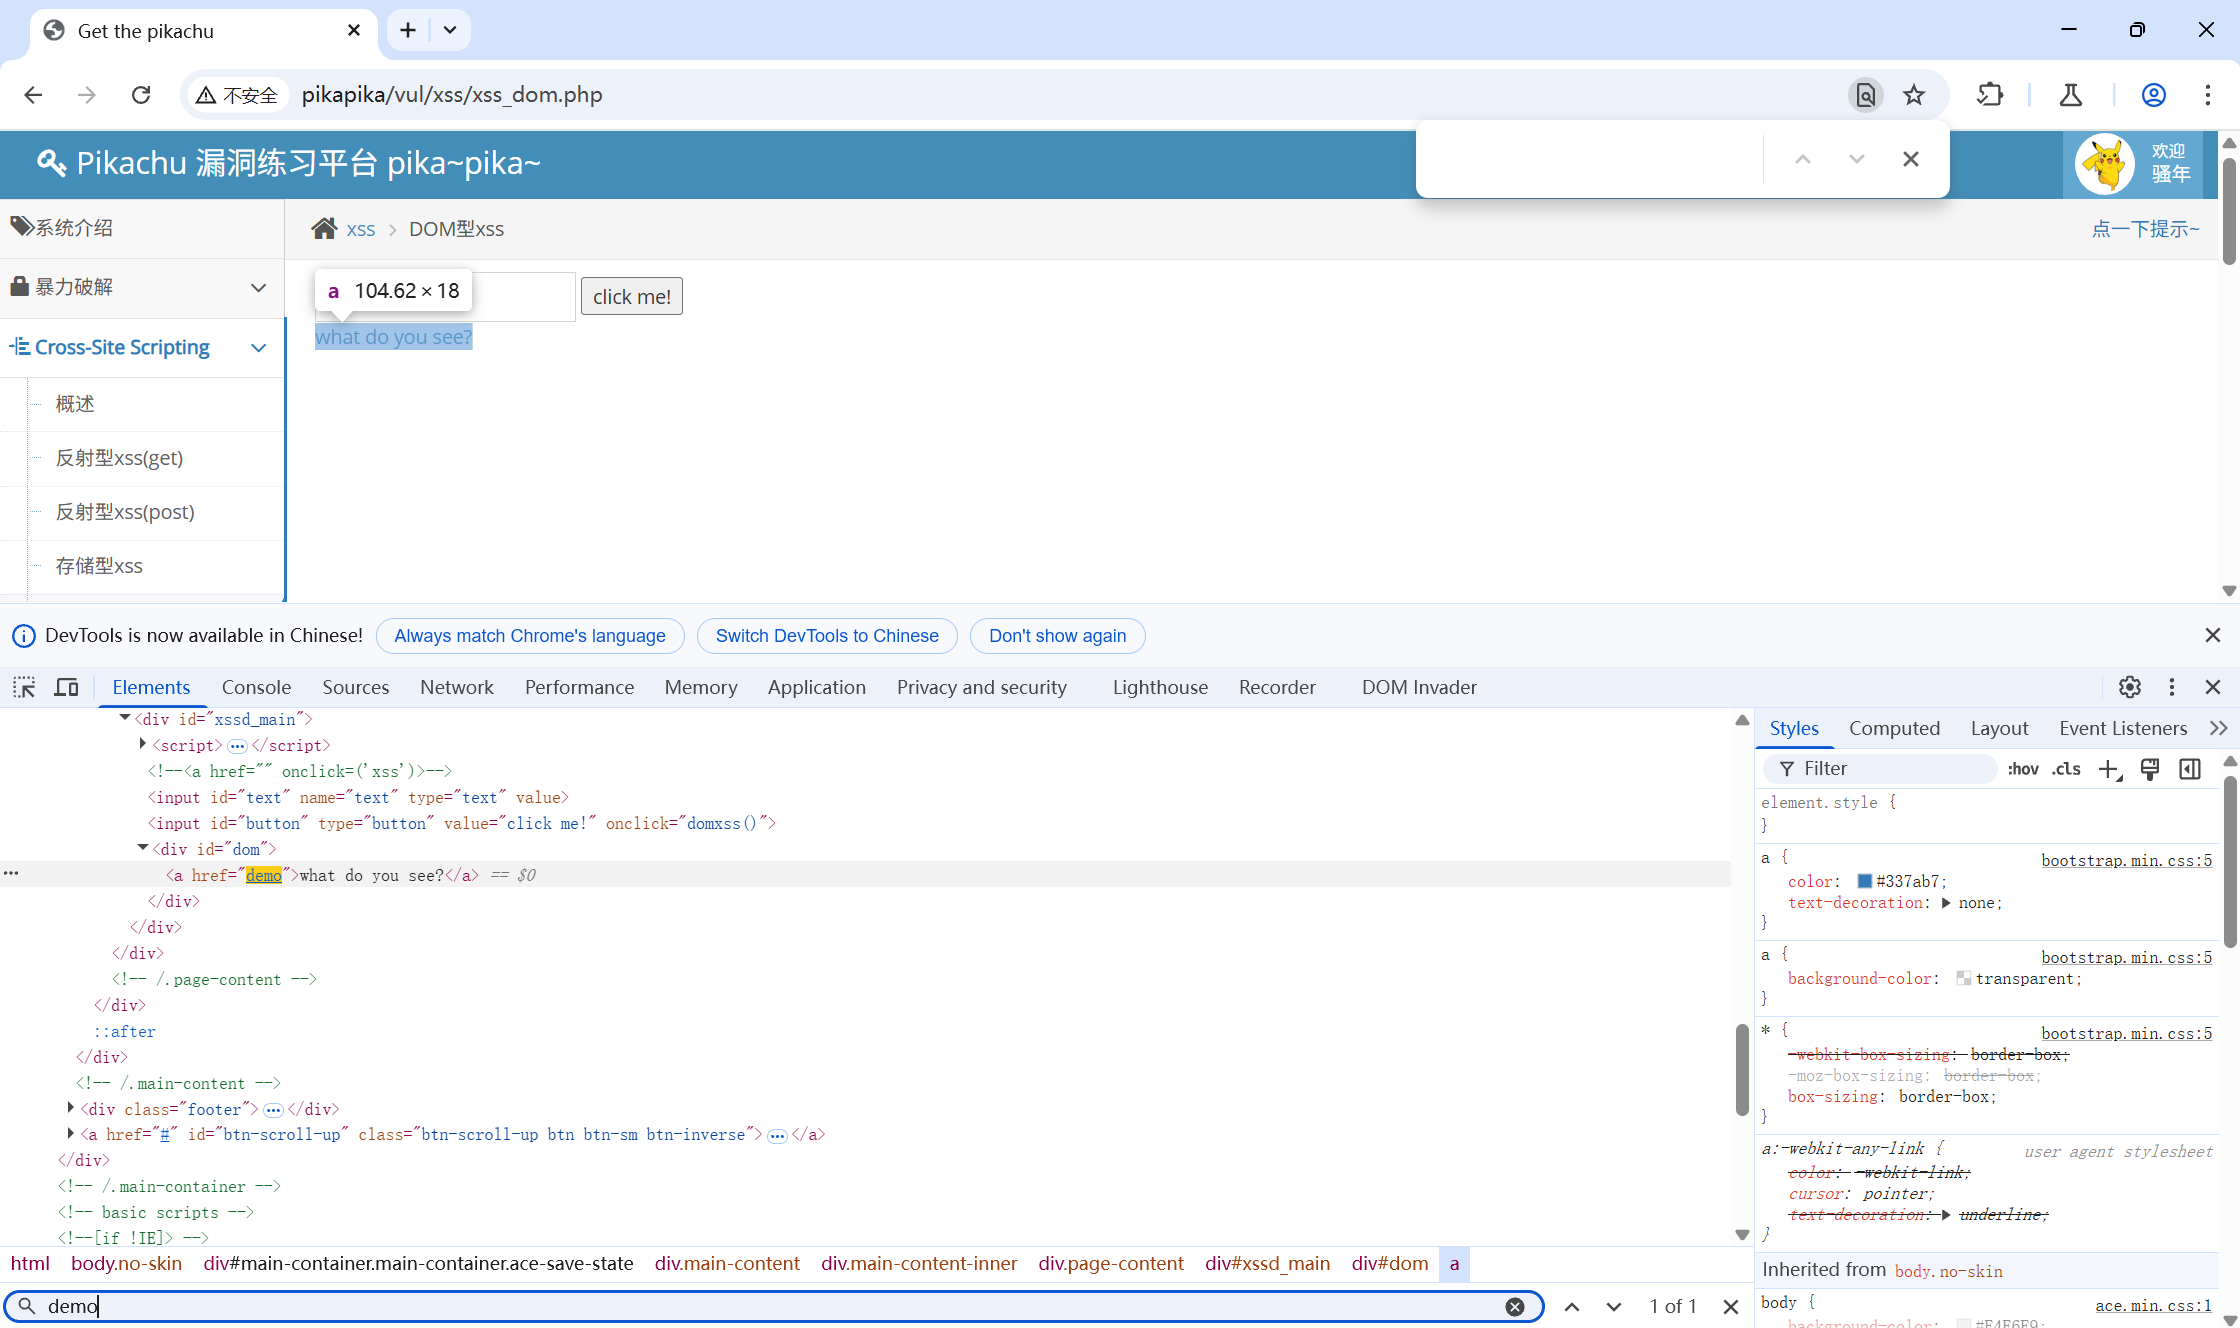 Get the pikachu
不安全
pikapika/vul/xss/xss_dom.php
Pikachu 漏洞练习平台 pika~pika~
欢迎
骚年
系统介绍
xss
DOM型xss
点一下提示~
暴力破解
a 104.62 × 18
click me!
what do you see?
Cross-Site Scripting
概述
反射型xss(get)
反射型xss(post)
存储型xss
DevTools is now available in Chinese!
Always match Chrome's language
Switch DevTools to Chinese
Don't show again
Elements
Console
Sources
Network
Performance
Memory
Application
Privacy and security
Lighthouse
Recorder
DOM Invader
<div id="xssd_main">
<script>…</script>
<!--<a href="" onclick=('xss')>-->
<input id="text" name="text" type="text" value>
<input id="button" type="button" value="click me!" onclick="domxss()">
<div id="dom">
<a href="demo">what do you see?</a> == $0
</div>
</div>
</div>
<!-- /.page-content -->
</div>
::after
</div>
<!-- /.main-content -->
<div class="footer">…</div>
<a href="#" id="btn-scroll-up" class="btn-scroll-up btn btn-sm btn-inverse">…</a>
</div>
<!-- /.main-container -->
<!-- basic scripts -->
<!--[if !IE]> -->
html
body.no-skin
div#main-container.main-container.ace-save-state
div.main-content
div.main-content-inner
div.page-content
div#xssd_main
div#dom
a
demo
1 of 1
Styles
Computed
Layout
Event Listeners
Filter
:hov
.cls
element.style {
}
a {
bootstrap.min.css:5
color: #337ab7;
text-decoration: none;
}
a {
bootstrap.min.css:5
background-color: transparent;
}
* {
bootstrap.min.css:5
-webkit-box-sizing: border-box;
-moz-box-sizing: border-box;
box-sizing: border-box;
}
a:-webkit-any-link {
user agent stylesheet
color: -webkit-link;
cursor: pointer;
text-decoration: underline;
}
Inherited from body.no-skin
body {
ace.min.css:1
background-color: #E4E6E9;